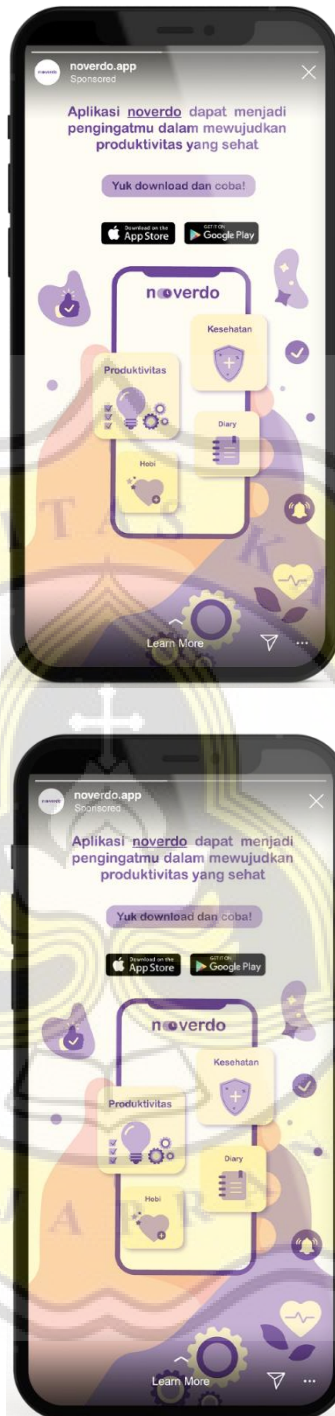 noverdo
noverdo.app
Sponsored
Aplikasi noverdo dapat menjadi
pengingatmu dalam mewujudkan
produktivitas yang sehat
Yuk download dan coba!
Download on the
App Store
GET IT ON
Google Play
noverdo
Kesehatan
Produktivitas
Diary
Hobi
Learn More
noverdo
noverdo.app
Sponsored
Aplikasi noverdo dapat menjadi
pengingatmu dalam mewujudkan
produktivitas yang sehat
Yuk download dan coba!
Download on the
App Store
GET IT ON
Google Play
noverdo
Kesehatan
Produktivitas
Diary
Hobi
Learn More